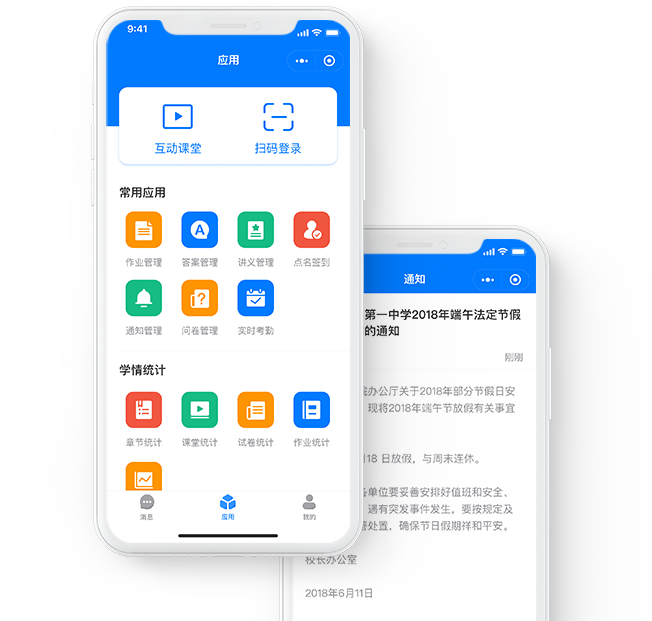 9:41
应用
互动课堂
扫码登录
常用应用
作业管理
答案管理
讲义管理
点名签到
通知管理
问卷管理
实时考勤
学情统计
章节统计
课堂统计
试卷统计
作业统计
消息
应用
我的
通知
第一中学2018年端午法定节假
的通知
刚刚
办公厅关于2018年部分节假日安
现将2018年端午节放假有关事宜
18 日放假，与周末连休。
单位要妥善安排好值班和安全、
遇有突发事件发生，要按规定及
处置，确保节日假期祥和平安。
校长办公室
2018年6月11日